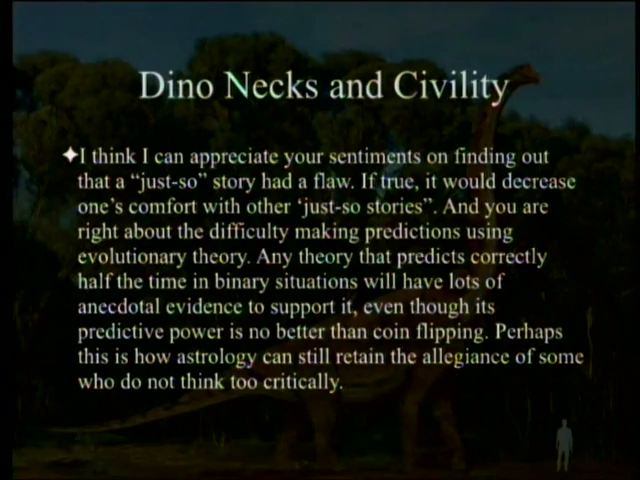 Dino Necks and Civility
✦I think I can appreciate your sentiments on finding out
that a “just-so” story had a flaw. If true, it would decrease
one’s comfort with other ‘just-so stories”. And you are
right about the difficulty making predictions using
evolutionary theory. Any theory that predicts correctly
half the time in binary situations will have lots of
anecdotal evidence to support it, even though its
predictive power is no better than coin flipping. Perhaps
this is how astrology can still retain the allegiance of some
who do not think too critically.